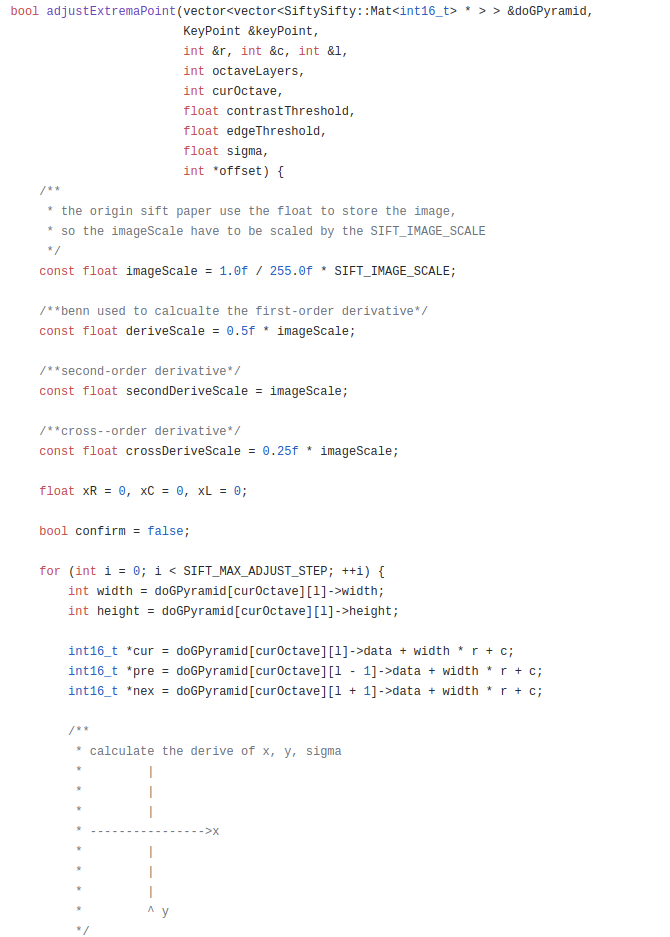 bool adjustExtremaPoint(vector<vector<SiftySifty::Mat<int16_t> * > > &doGPyramid,
                        KeyPoint &keyPoint,
                        int &r, int &c, int &l,
                        int octaveLayers,
                        int curOctave,
                        float contrastThreshold,
                        float edgeThreshold,
                        float sigma,
                        int *offset) {
    /**
     * the origin sift paper use the float to store the image,
     * so the imageScale have to be scaled by the SIFT_IMAGE_SCALE
     */
    const float imageScale = 1.0f / 255.0f * SIFT_IMAGE_SCALE;

    /**benn used to calcualte the first-order derivative*/
    const float deriveScale = 0.5f * imageScale;

    /**second-order derivative*/
    const float secondDeriveScale = imageScale;

    /**cross--order derivative*/
    const float crossDeriveScale = 0.25f * imageScale;

    float xR = 0, xC = 0, xL = 0;

    bool confirm = false;

    for (int i = 0; i < SIFT_MAX_ADJUST_STEP; ++i) {
        int width = doGPyramid[curOctave][l]->width;
        int height = doGPyramid[curOctave][l]->height;

        int16_t *cur = doGPyramid[curOctave][l]->data + width * r + c;
        int16_t *pre = doGPyramid[curOctave][l - 1]->data + width * r + c;
        int16_t *nex = doGPyramid[curOctave][l + 1]->data + width * r + c;

        /**
         * calculate the derive of x, y, sigma
         *         |
         *         |
         *         |
         * ---------------->x
         *         |
         *         |
         *         |
         *         ^ y
         */